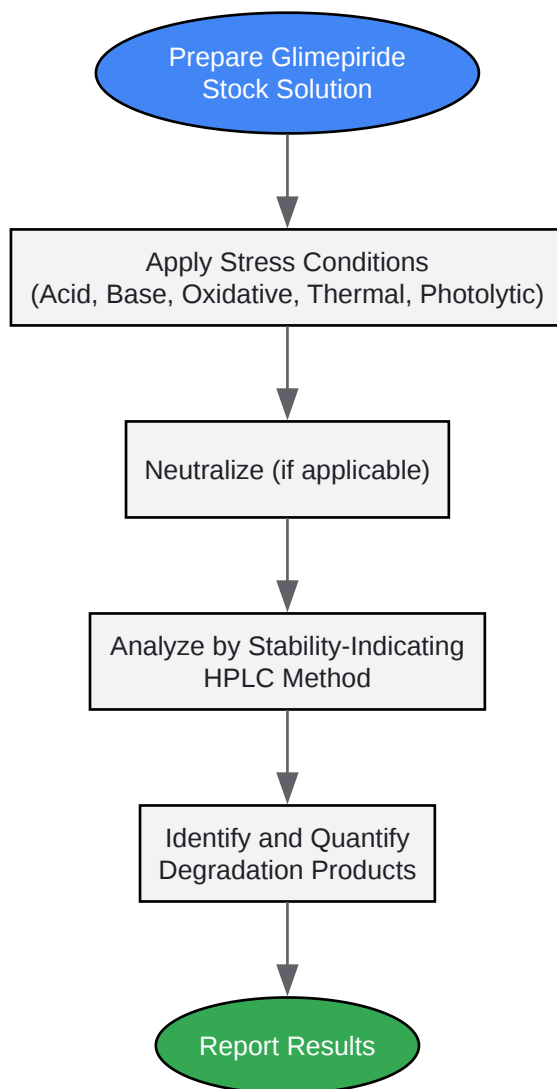 Prepare Glimepiride
Stock Solution
Apply Stress Conditions
(Acid, Base, Oxidative, Thermal, Photolytic)
Neutralize (if applicable)
Analyze by Stability-Indicating
HPLC Method
Identify and Quantify
Degradation Products
Report Results